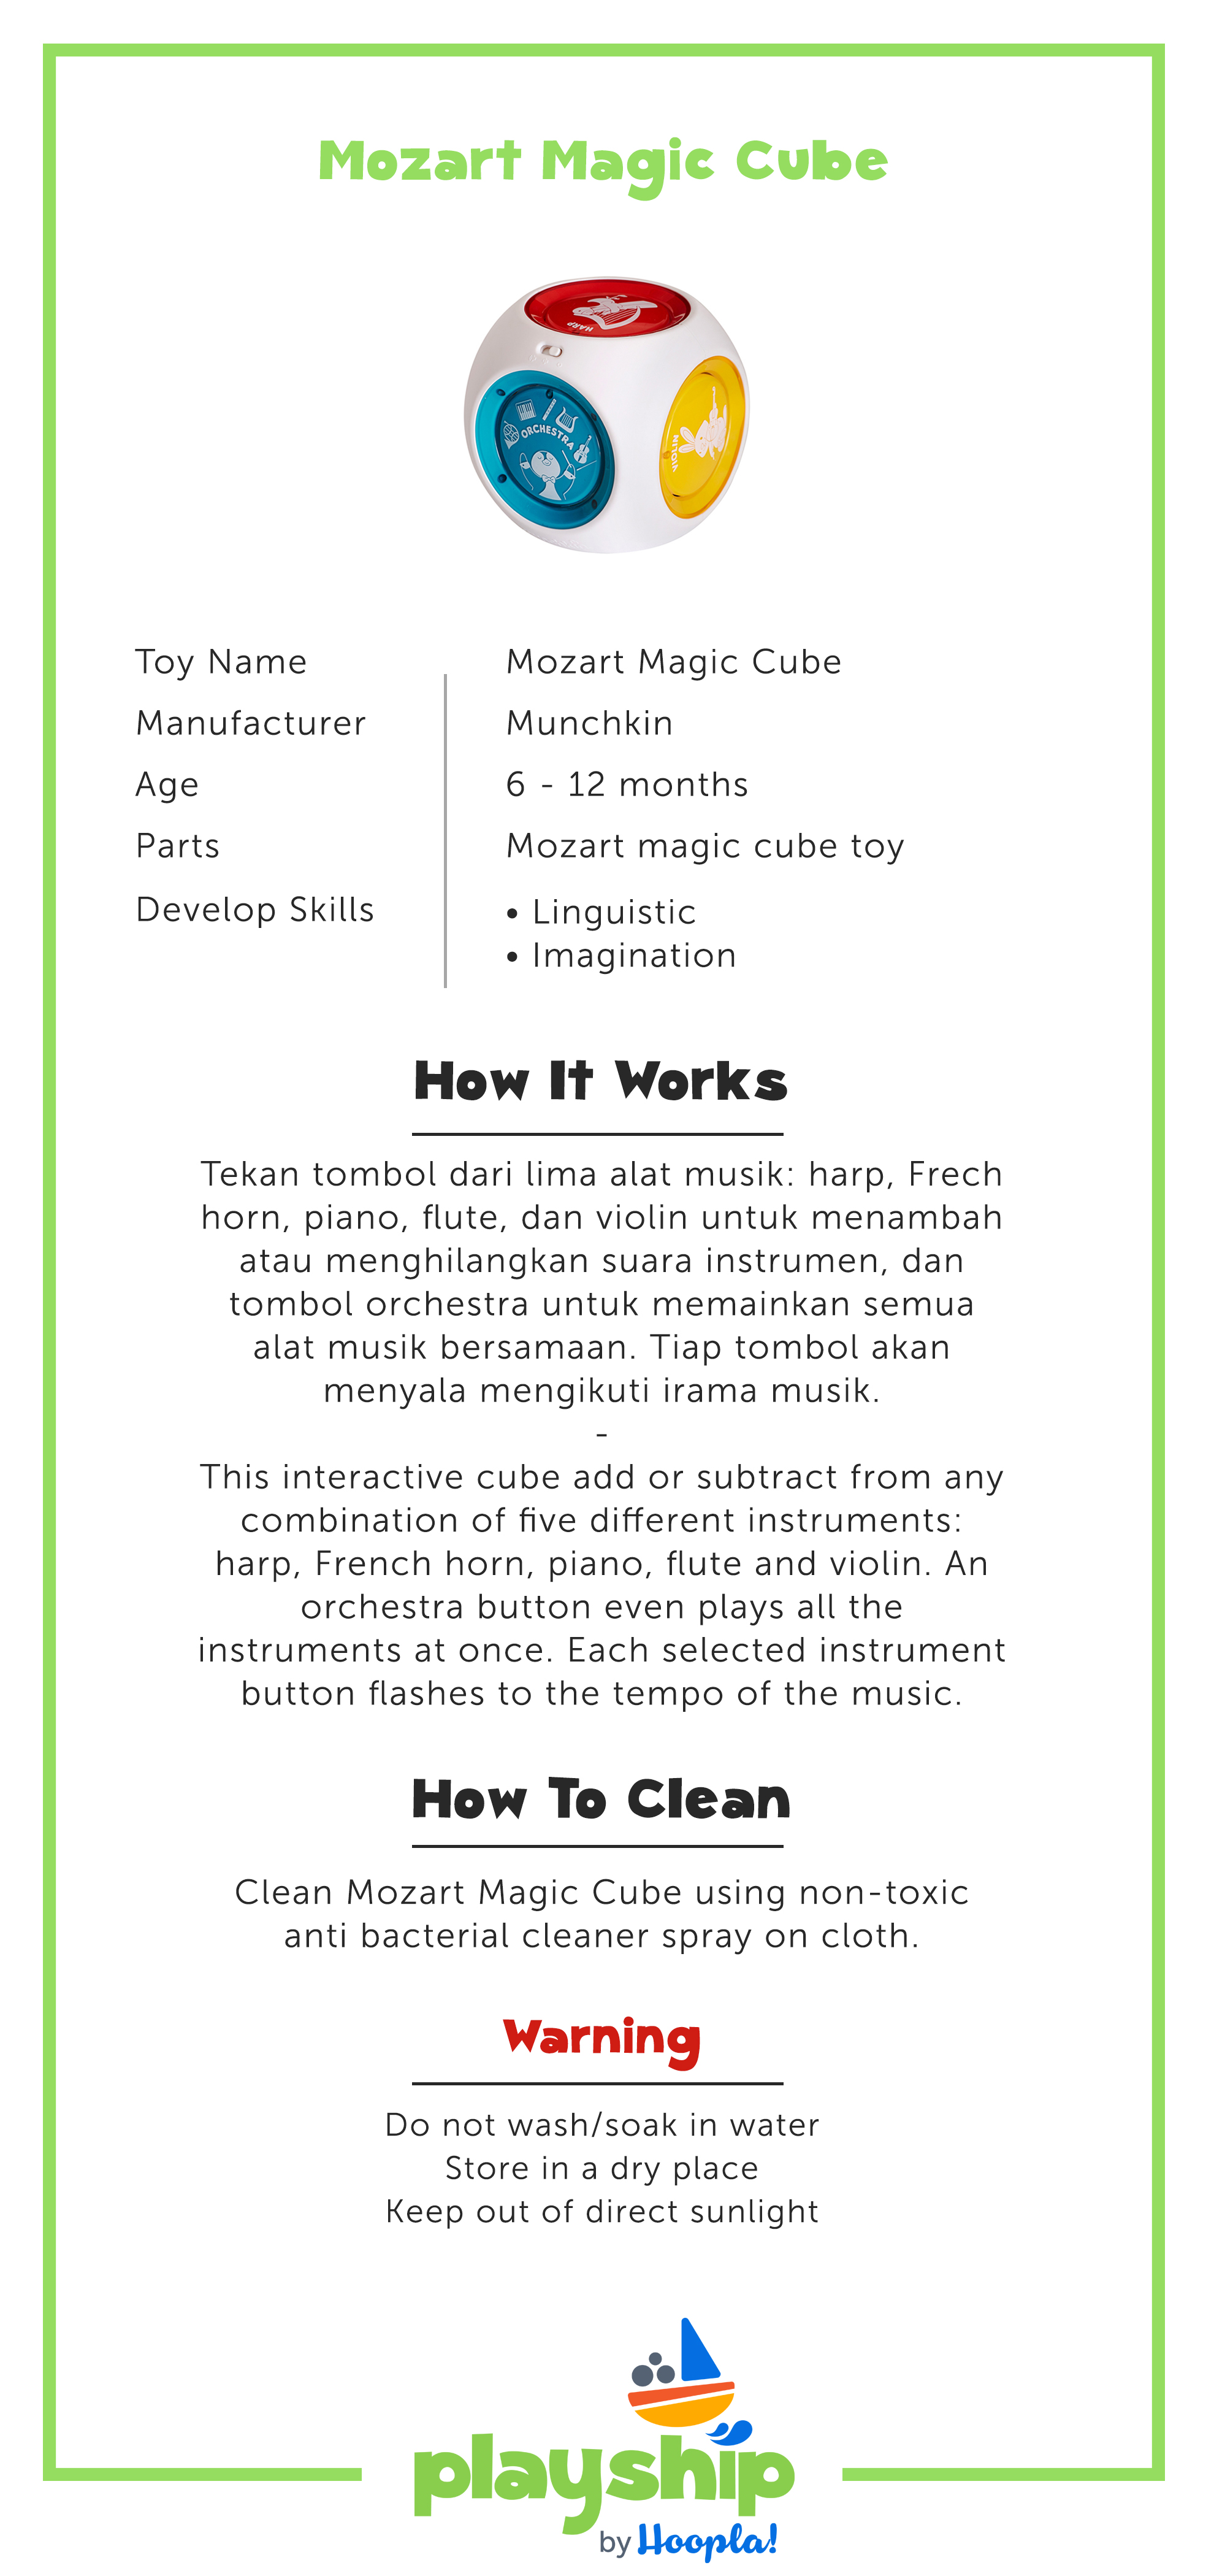 Mozart Magic Cube
HARP
ORCHESTRA
VIOLIN
Toy Name
Mozart Magic Cube
Manufacturer
Munchkin
Age
6 - 12 months
Parts
Mozart magic cube toy
Develop Skills
• Linguistic
• Imagination
How It Works
Tekan tombol dari lima alat musik: harp, Frech
horn, piano, flute, dan violin untuk menambah
atau menghilangkan suara instrumen, dan
tombol orchestra untuk memainkan semua
alat musik bersamaan. Tiap tombol akan
menyala mengikuti irama musik.
-
This interactive cube add or subtract from any
combination of five different instruments:
harp, French horn, piano, flute and violin. An
orchestra button even plays all the
instruments at once. Each selected instrument
button flashes to the tempo of the music.
How To Clean
Clean Mozart Magic Cube using non-toxic
anti bacterial cleaner spray on cloth.
Warning
Do not wash/soak in water
Store in a dry place
Keep out of direct sunlight
playship
by Hoopla!